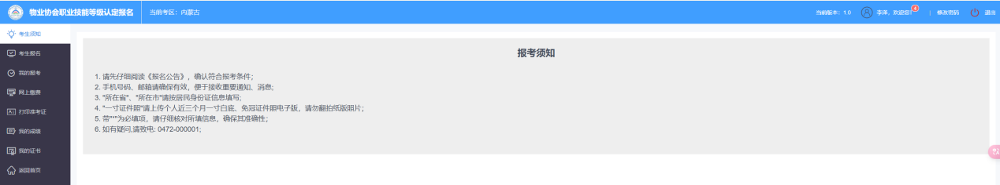 物业协会职业技能等级认定报名
当前考区：内蒙古
当前版本：1.0
李洋，欢迎您！
4
修改密码
退出
考生须知
考生报名
我的报考
网上缴费
打印准考证
我的成绩
我的证书
返回首页
报考须知
1. 请先仔细阅读《报名公告》，确认符合报考条件；
2. 手机号码、邮箱请确保有效，便于接收重要通知、消息;
3. "所在省"、"所在市"请按居民身份证信息填写;
4. "一寸证件照"请上传个人近三个月一寸白底、免冠证件照电子版，请勿翻拍纸版照片；
5. 带"*"为必填项，请仔细核对所填信息，确保其准确性；
6. 如有疑问,请致电: 0472-000001;